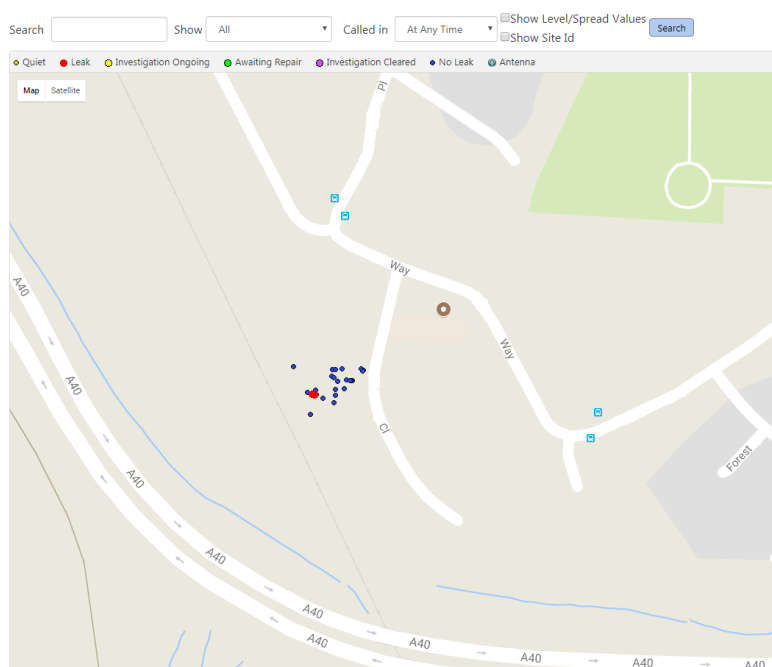 Search Show All Called in At Any Time Show Level/Spread Values Search
Show Site Id
Quiet Leak Investigation Ongoing Awaiting Repair Investigation Cleared No Leak Antenna
Map Satellite
Pl
Way
A40
Way
A40
Cl
Forest
A40
A40
A40
A40
A40
A40
A40
A40
A40